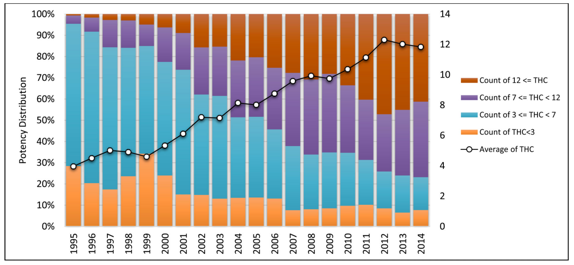 100%
90%
80%
70%
60%
50%
40%
30%
20%
10%
0%
Potency Distribution
14
12
10
8
6
4
2
0
1995 1996 1997 1998 1999 2000 2001 2002 2003 2004 2005 2006 2007 2008 2009 2010 2011 2012 2013 2014
Count of 12 <= THC
Count of 7 <= THC < 12
Count of 3 <= THC < 7
Count of THC<3
Average of THC